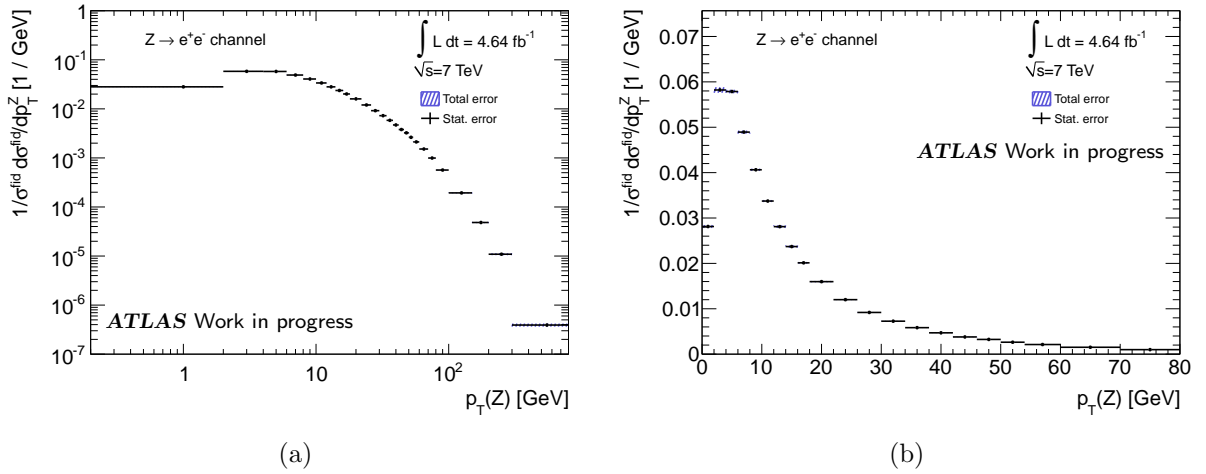 1/σ^fid dσ^fid/dp_T^Z [1 / GeV]
Z → e⁺e⁻ channel
∫ L dt = 4.64 fb⁻¹
√s=7 TeV
Total error
Stat. error
ATLAS Work in progress
10⁻¹
10⁻²
10⁻³
10⁻⁴
10⁻⁵
10⁻⁶
10⁻⁷
1 10 10²
p_T(Z) [GeV]
(a)
1/σ^fid dσ^fid/dp_T^Z [1 / GeV]
Z → e⁺e⁻ channel
∫ L dt = 4.64 fb⁻¹
√s=7 TeV
Total error
Stat. error
ATLAS Work in progress
0.07
0.06
0.05
0.04
0.03
0.02
0.01
0
0 10 20 30 40 50 60 70 80
p_T(Z) [GeV]
(b)